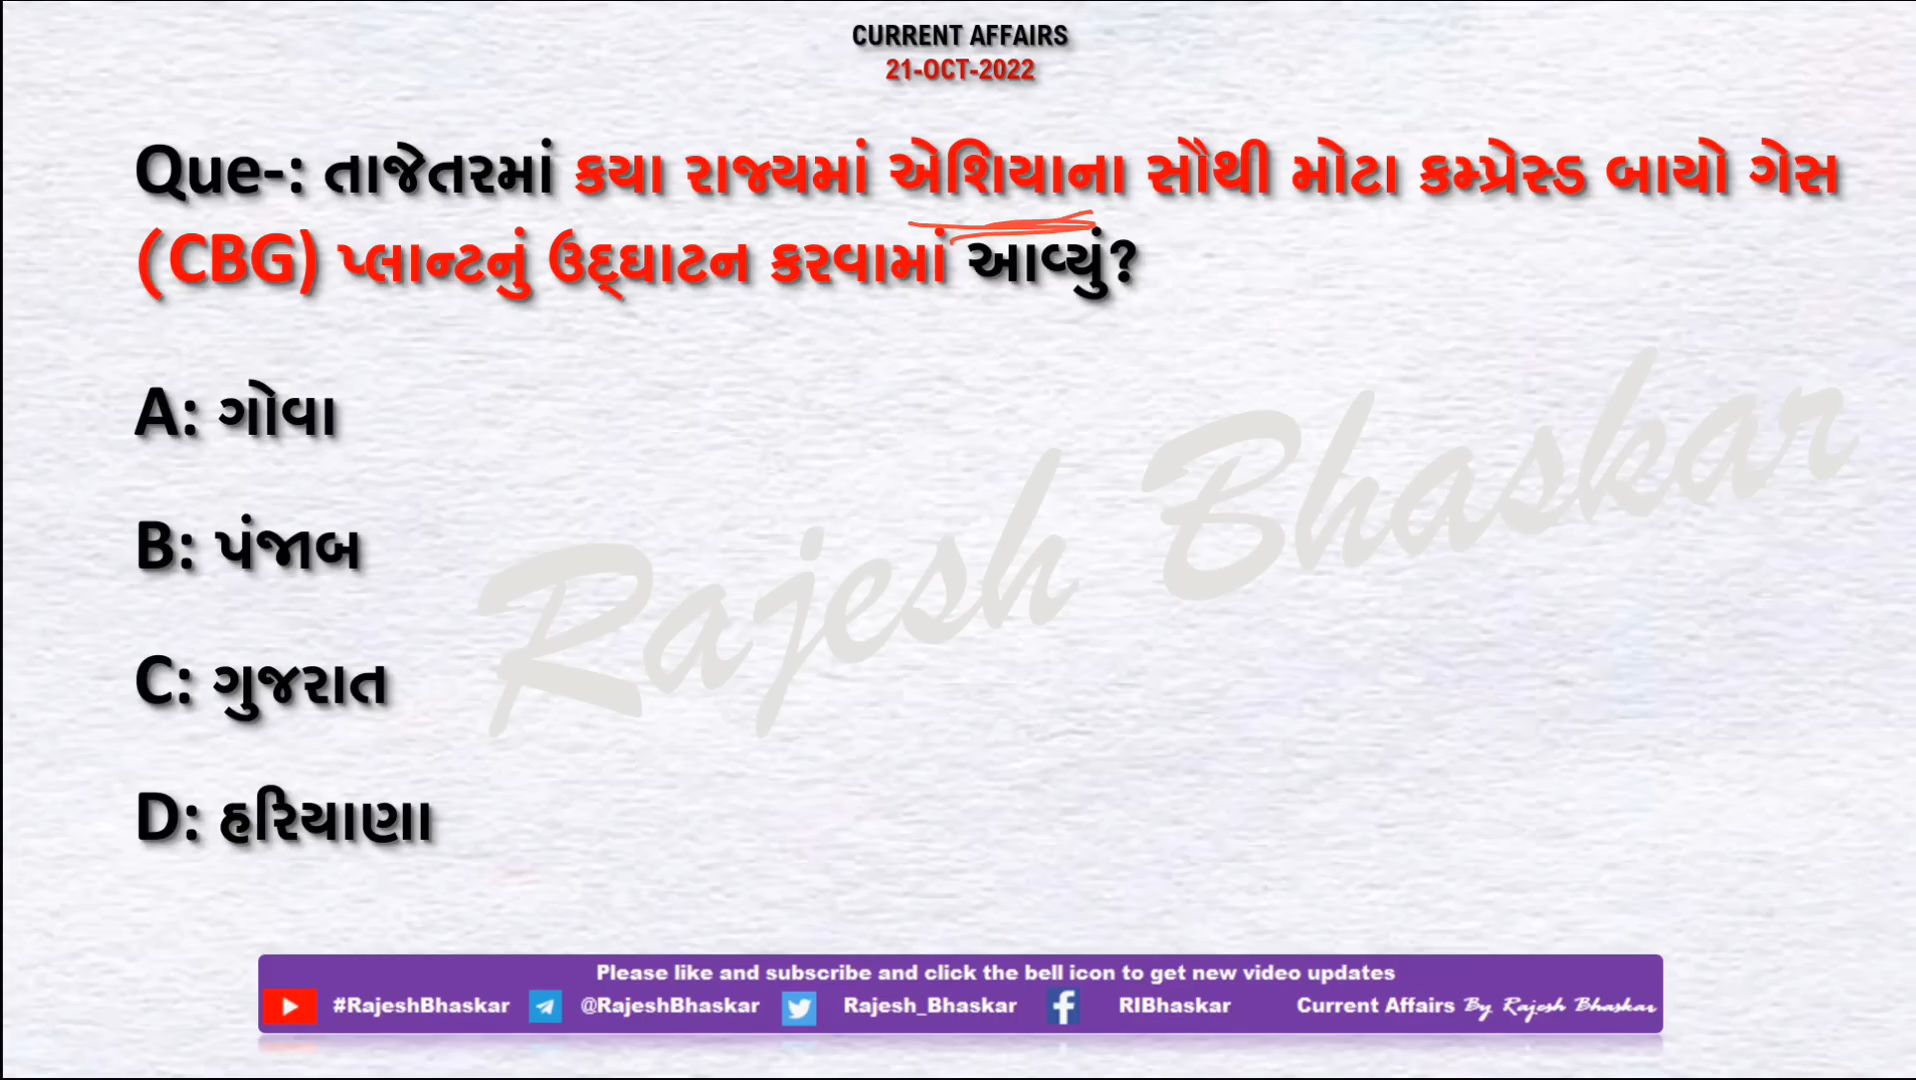 CURRENT AFFAIRS
21-OCT-2022
Que-: તાજેતરમાં કયા રાજ્યમાં એશિયાના સૌથી મોટા કમ્પ્રેસ્ડ બાયો ગેસ
(CBG) પ્લાન્ટનું ઉદ્ઘાટન કરવામાં આવ્યું?
A: ગોવા
B: પંજાબ
C: ગુજરાત
D: હરિયાણા
Rajesh Bhaskar
Please like and subscribe and click the bell icon to get new video updates
#RajeshBhaskar @RajeshBhaskar Rajesh_Bhaskar RIBhaskar Current Affairs By Rajesh Bhaskar